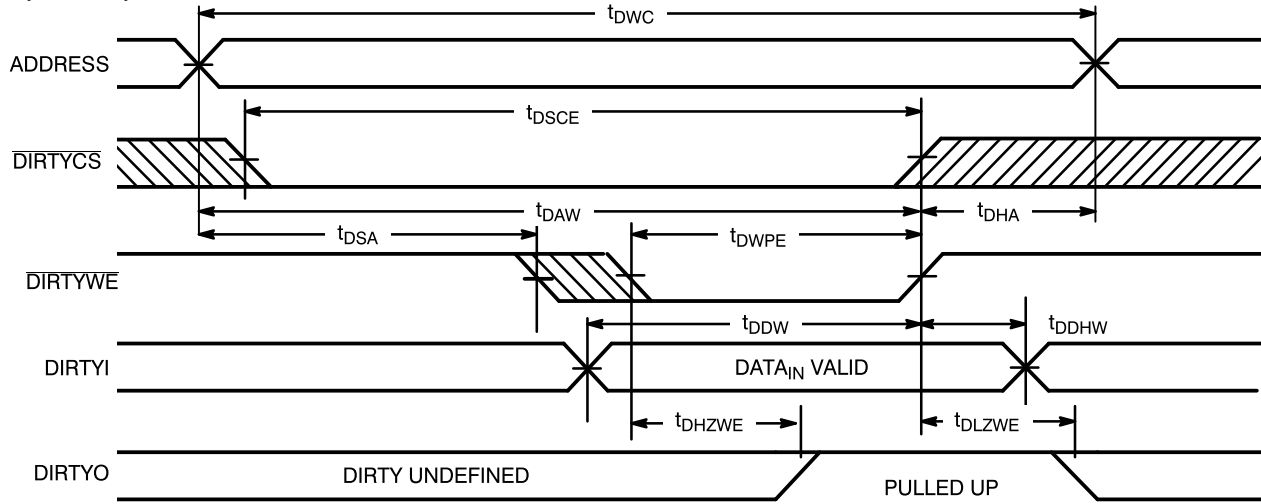 tDWC
ADDRESS
tDSCE
DIRTYCS
tDAW
tDHA
tDSA
tDWPE
DIRTYWE
tDDW
tDDHW
DIRTYI
DATAIN VALID
tDHZWE
tDLZWE
DIRTYO
DIRTY UNDEFINED
PULLED UP